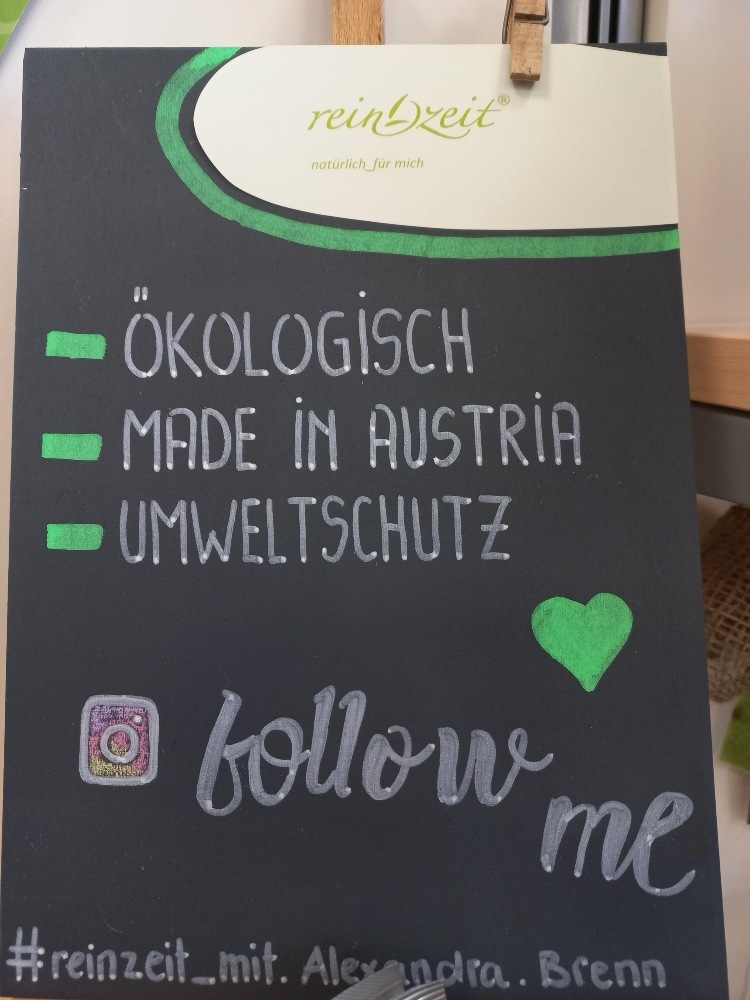 reinzeit®
natürlich_für mich
ÖKOLOGiSCH
MADE iN AUSTRiA
UMWELTSCHUTZ
follow
me
#reinzeit_mit. Alexandra. Brenn